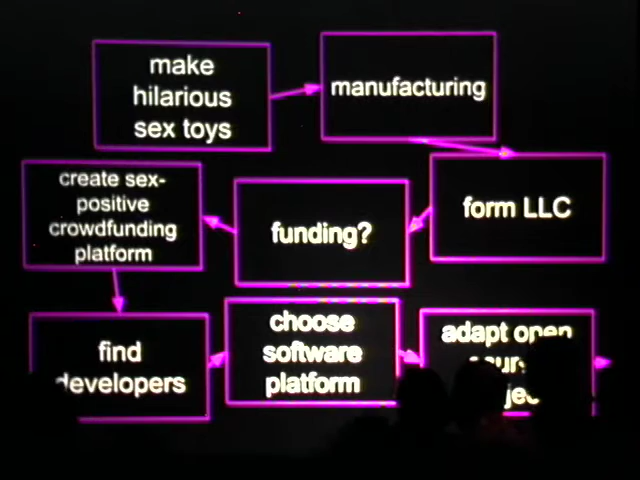 make
hilarious
sex toys
manufacturing
form LLC
funding?
create sex-
positive
crowdfunding
platform
find
developers
choose
software
platform
adapt open